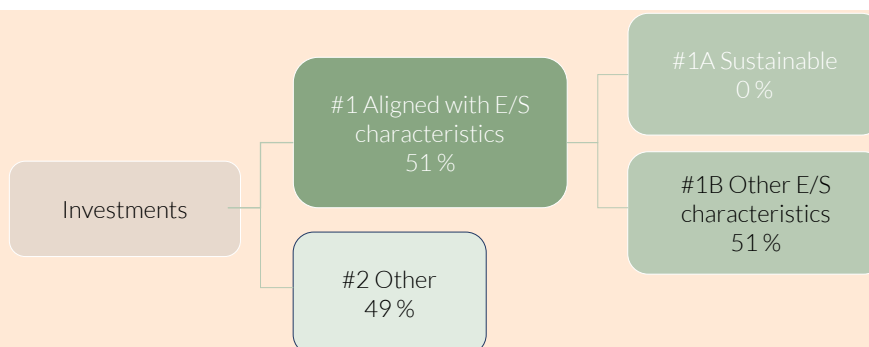 Investments
#1 Aligned with E/S
characteristics
51 %
#2 Other
49 %
#1A Sustainable
0 %
#1B Other E/S
characteristics
51 %